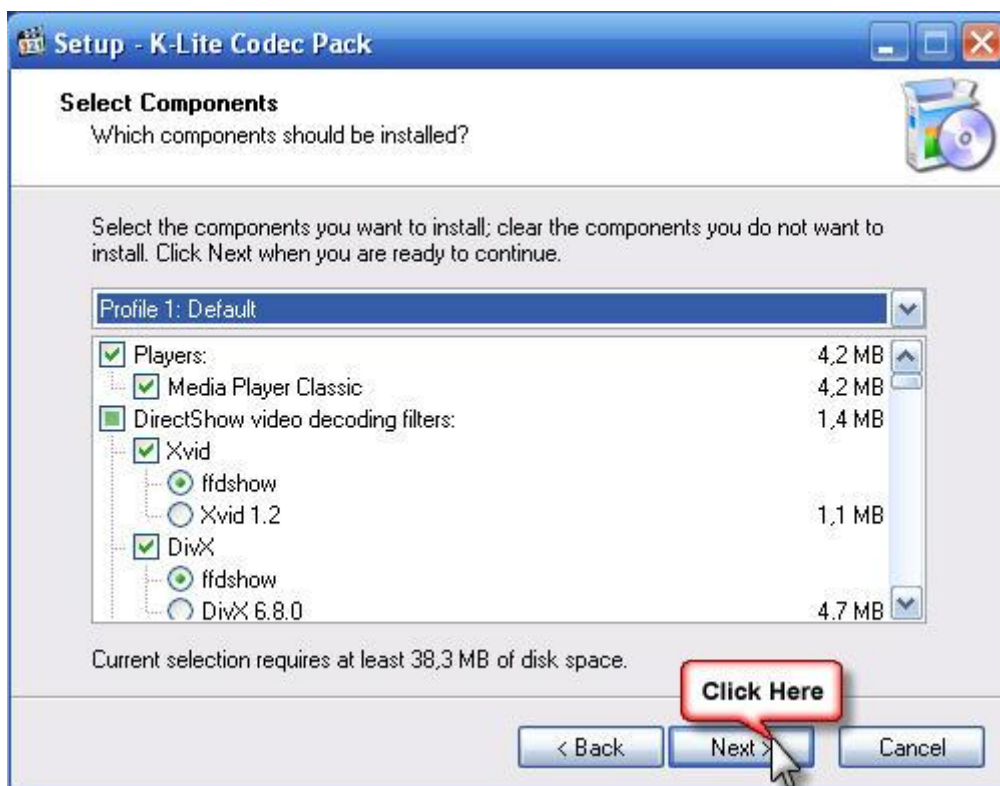 Setup - K-Lite Codec Pack
Select Components
Which components should be installed?
Select the components you want to install; clear the components you do not want to
install. Click Next when you are ready to continue.
Profile 1: Default
Players: 4,2 MB
Media Player Classic 4,2 MB
DirectShow video decoding filters: 1,4 MB
Xvid
ffdshow
Xvid 1.2 1,1 MB
DivX
ffdshow
DivX 6.8.0 4.7 MB
Current selection requires at least 38,3 MB of disk space.
Click Here
< Back Next > Cancel